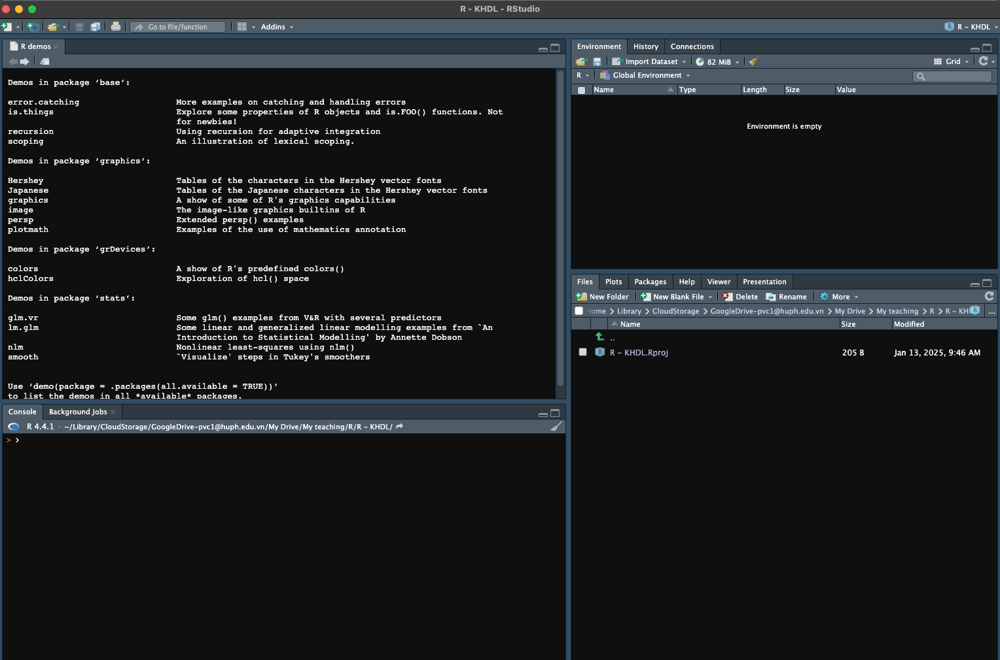 R - KHDL - RStudio
Go to file/function
Addins
R – KHDL
R demos
Demos in package ‘base’:
error.catching More examples on catching and handling errors
is.things Explore some properties of R objects and is.FOO() functions. Not
for newbies!
recursion Using recursion for adaptive integration
scoping An illustration of lexical scoping.
Demos in package ‘graphics’:
Hershey Tables of the characters in the Hershey vector fonts
Japanese Tables of the Japanese characters in the Hershey vector fonts
graphics A show of some of R's graphics capabilities
image The image-like graphics builtins of R
persp Extended persp() examples
plotmath Examples of the use of mathematics annotation
Demos in package ‘grDevices’:
colors A show of R's predefined colors()
hclColors Exploration of hcl() space
Demos in package ‘stats’:
glm.vr Some glm() examples from V&R with several predictors
lm.glm Some linear and generalized linear modelling examples from `An
Introduction to Statistical Modelling' by Annette Dobson
nlm Nonlinear least-squares using nlm()
smooth `Visualize' steps in Tukey's smoothers
Use ‘demo(package = .packages(all.available = TRUE))’
to list the demos in all *available* packages.
Console Background Jobs
R 4.4.1 · ~/Library/CloudStorage/GoogleDrive-pvc1@huph.edu.vn/My Drive/My teaching/R/R – KHDL/
> ›
Environment History Connections
Import Dataset 82 MiB Grid
R Global Environment
Name Type Length Size Value
Environment is empty
Files Plots Packages Help Viewer Presentation
New Folder New Blank File Delete Rename More
Home > Library > CloudStorage > GoogleDrive-pvc1@huph.edu.vn > My Drive > My teaching > R > R – KHDL ...
Name Size Modified
..
R – KHDL.Rproj 205 B Jan 13, 2025, 9:46 AM